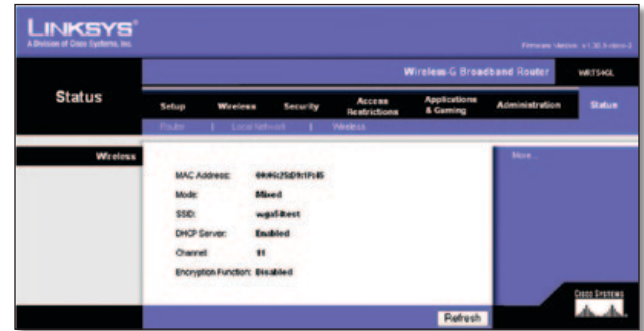 LINKSYS®
A Division of Cisco Systems, Inc.
Firmware Version
Wireless-G Broadband Router
WRT54GL
Status
Setup
Wireless
Security
Access Restrictions
Applications & Gaming
Administration
Status
Router | Local Network | Wireless
Wireless
More...
MAC Address:
Mode: Mixed
SSID:
DHCP Server: Enabled
Channel: 11
Encryption Function: Disabled
Refresh
CISCO SYSTEMS